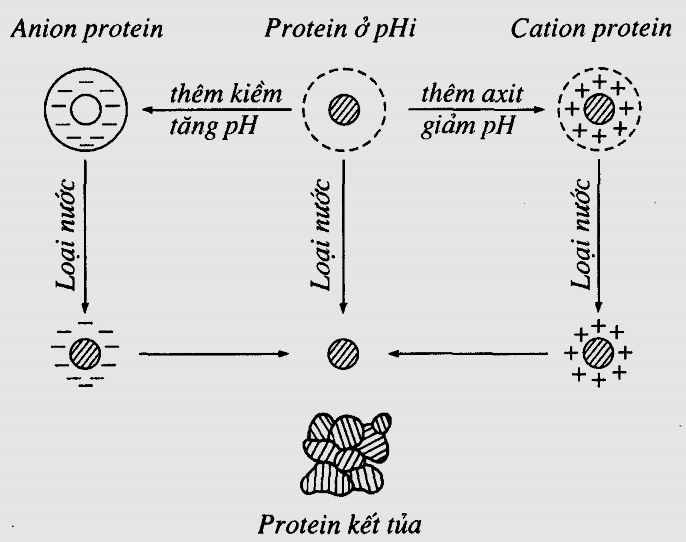 Anion protein
Protein ở pHi
Cation protein
thêm kiềm
tăng pH
thêm axit
giảm pH
Loại nước
Loại nước
Loại nước
Protein kết tủa